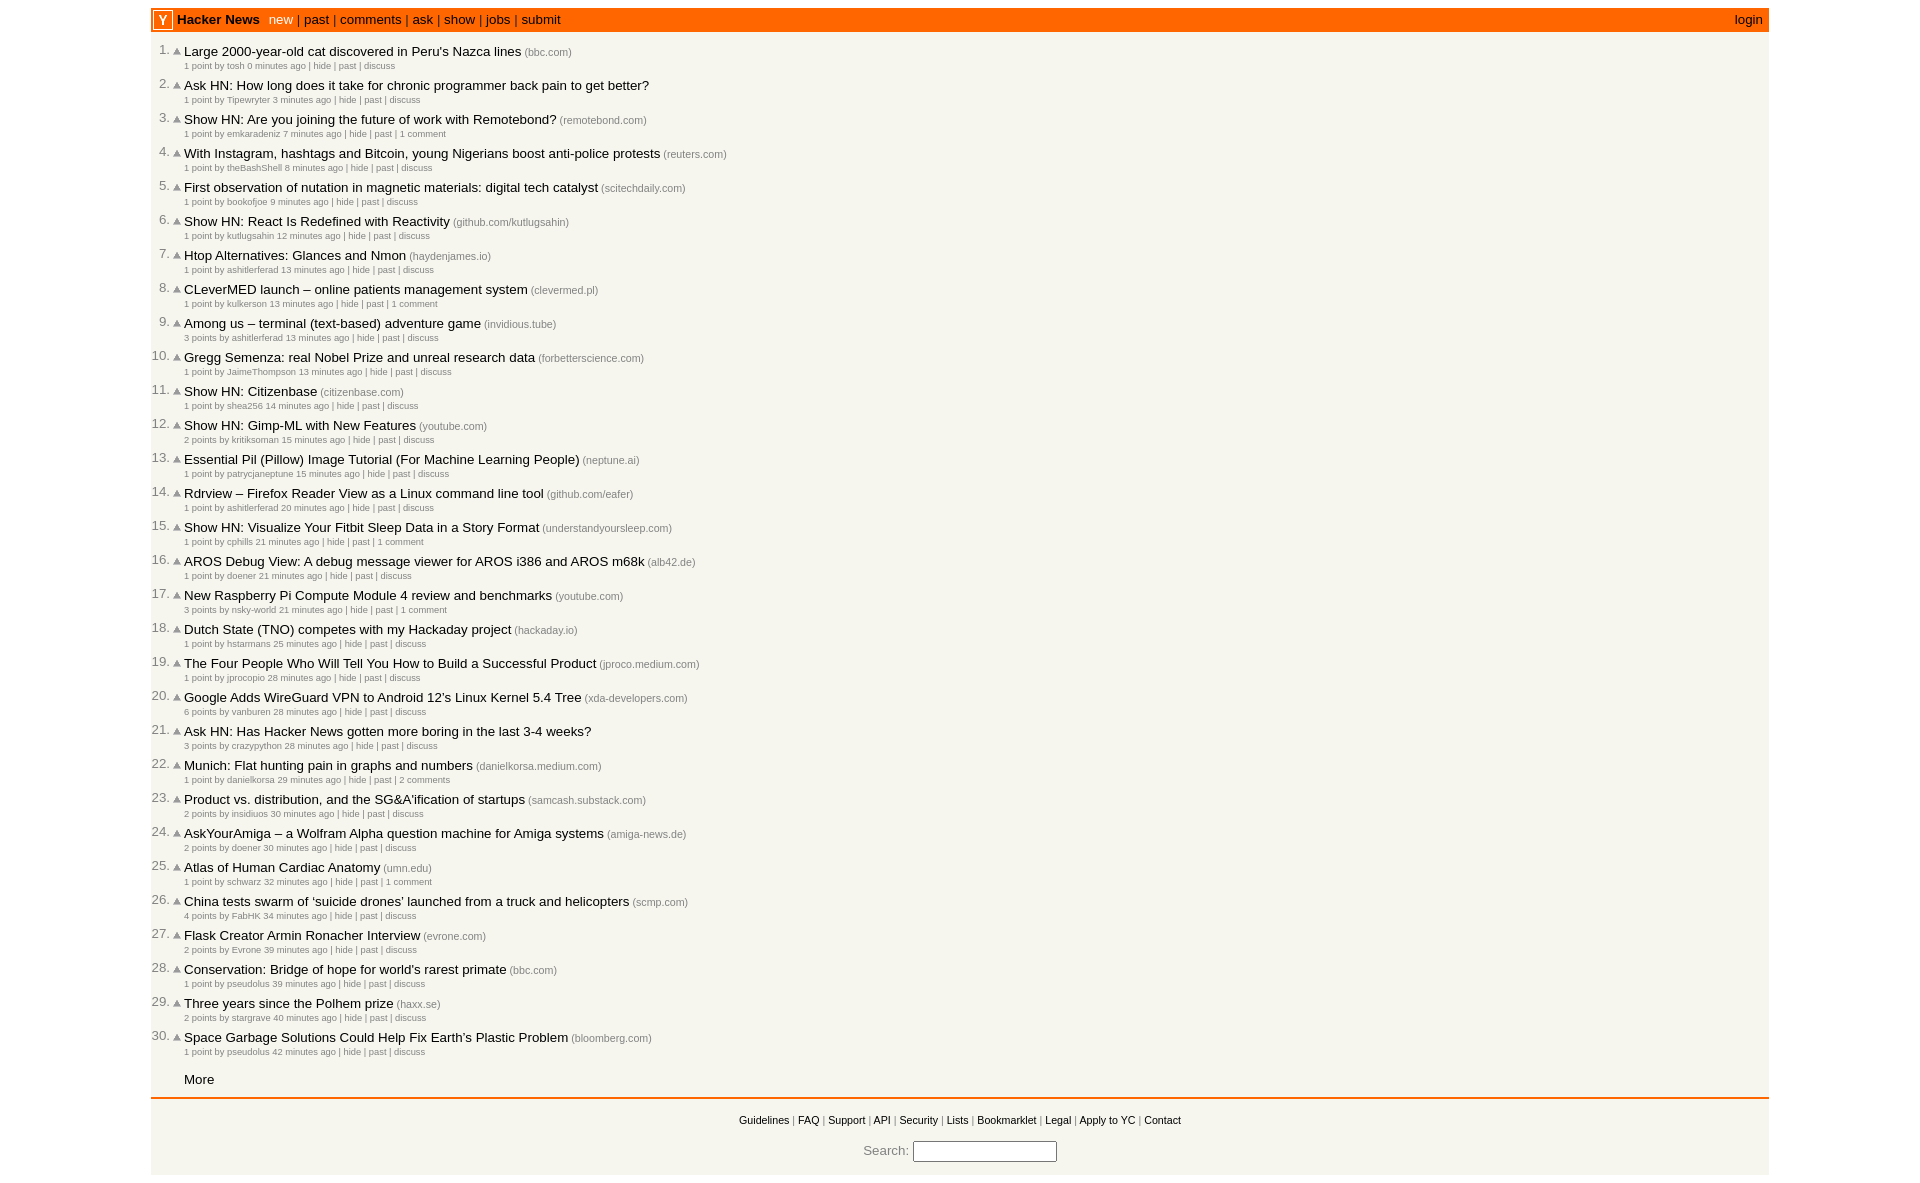 Y Hacker News new | past | comments | ask | show | jobs | submit login
1. Large 2000-year-old cat discovered in Peru's Nazca lines (bbc.com)
1 point by tosh 0 minutes ago | hide | past | discuss
2. Ask HN: How long does it take for chronic programmer back pain to get better?
1 point by Tipewryter 3 minutes ago | hide | past | discuss
3. Show HN: Are you joining the future of work with Remotebond? (remotebond.com)
1 point by emkaradeniz 7 minutes ago | hide | past | 1 comment
4. With Instagram, hashtags and Bitcoin, young Nigerians boost anti-police protests (reuters.com)
1 point by theBashShell 8 minutes ago | hide | past | discuss
5. First observation of nutation in magnetic materials: digital tech catalyst (scitechdaily.com)
1 point by bookofjoe 9 minutes ago | hide | past | discuss
6. Show HN: React Is Redefined with Reactivity (github.com/kutlugsahin)
1 point by kutlugsahin 12 minutes ago | hide | past | discuss
7. Htop Alternatives: Glances and Nmon (haydenjames.io)
1 point by ashitlerferad 13 minutes ago | hide | past | discuss
8. CLeverMED launch – online patients management system (clevermed.pl)
1 point by kulkerson 13 minutes ago | hide | past | 1 comment
9. Among us – terminal (text-based) adventure game (invidious.tube)
3 points by ashitlerferad 13 minutes ago | hide | past | discuss
10. Gregg Semenza: real Nobel Prize and unreal research data (forbetterscience.com)
1 point by JaimeThompson 13 minutes ago | hide | past | discuss
11. Show HN: Citizenbase (citizenbase.com)
1 point by shea256 14 minutes ago | hide | past | discuss
12. Show HN: Gimp-ML with New Features (youtube.com)
2 points by kritiksoman 15 minutes ago | hide | past | discuss
13. Essential Pil (Pillow) Image Tutorial (For Machine Learning People) (neptune.ai)
1 point by patrycjaneptune 15 minutes ago | hide | past | discuss
14. Rdrview – Firefox Reader View as a Linux command line tool (github.com/eafer)
1 point by ashitlerferad 20 minutes ago | hide | past | discuss
15. Show HN: Visualize Your Fitbit Sleep Data in a Story Format (understandyoursleep.com)
1 point by cphills 21 minutes ago | hide | past | 1 comment
16. AROS Debug View: A debug message viewer for AROS i386 and AROS m68k (alb42.de)
1 point by doener 21 minutes ago | hide | past | discuss
17. New Raspberry Pi Compute Module 4 review and benchmarks (youtube.com)
3 points by nsky-world 21 minutes ago | hide | past | 1 comment
18. Dutch State (TNO) competes with my Hackaday project (hackaday.io)
1 point by hstarmans 25 minutes ago | hide | past | discuss
19. The Four People Who Will Tell You How to Build a Successful Product (jproco.medium.com)
1 point by jprocopio 28 minutes ago | hide | past | discuss
20. Google Adds WireGuard VPN to Android 12’s Linux Kernel 5.4 Tree (xda-developers.com)
6 points by vanburen 28 minutes ago | hide | past | discuss
21. Ask HN: Has Hacker News gotten more boring in the last 3-4 weeks?
3 points by crazypython 28 minutes ago | hide | past | discuss
22. Munich: Flat hunting pain in graphs and numbers (danielkorsa.medium.com)
1 point by danielkorsa 29 minutes ago | hide | past | 2 comments
23. Product vs. distribution, and the SG&A'ification of startups (samcash.substack.com)
2 points by insidiuos 30 minutes ago | hide | past | discuss
24. AskYourAmiga – a Wolfram Alpha question machine for Amiga systems (amiga-news.de)
2 points by doener 30 minutes ago | hide | past | discuss
25. Atlas of Human Cardiac Anatomy (umn.edu)
1 point by schwarz 32 minutes ago | hide | past | 1 comment
26. China tests swarm of ‘suicide drones’ launched from a truck and helicopters (scmp.com)
4 points by FabHK 34 minutes ago | hide | past | discuss
27. Flask Creator Armin Ronacher Interview (evrone.com)
2 points by Evrone 39 minutes ago | hide | past | discuss
28. Conservation: Bridge of hope for world's rarest primate (bbc.com)
1 point by pseudolus 39 minutes ago | hide | past | discuss
29. Three years since the Polhem prize (haxx.se)
2 points by stargrave 40 minutes ago | hide | past | discuss
30. Space Garbage Solutions Could Help Fix Earth’s Plastic Problem (bloomberg.com)
1 point by pseudolus 42 minutes ago | hide | past | discuss
More
Guidelines | FAQ | Support | API | Security | Lists | Bookmarklet | Legal | Apply to YC | Contact
Search: